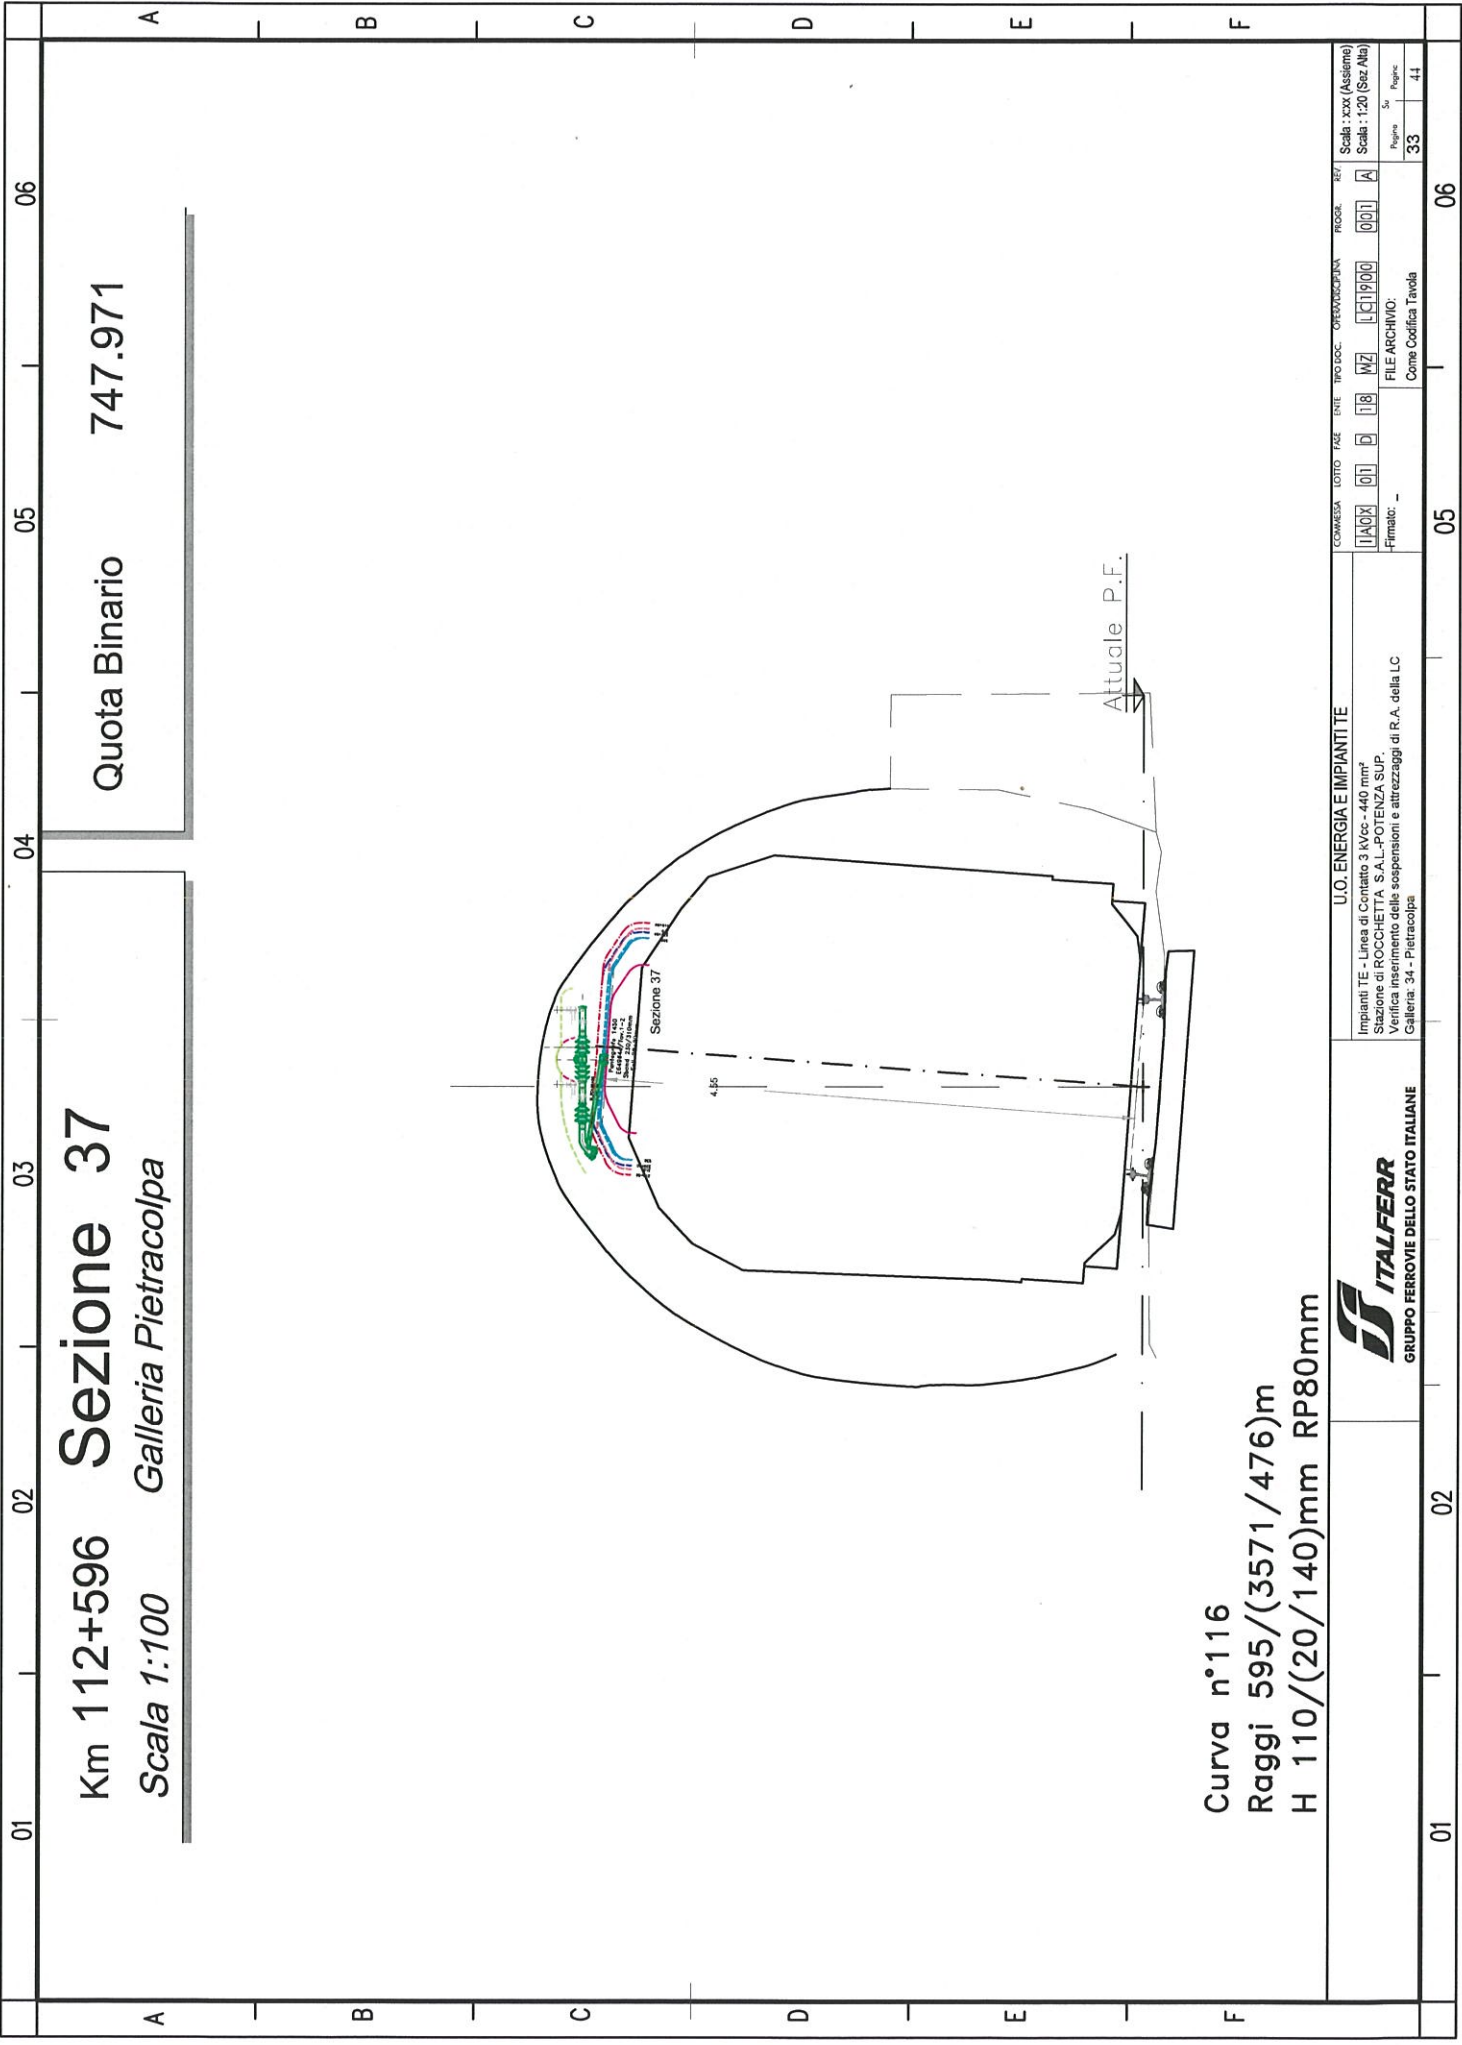 01 02 03 04 05 06
A
B
C
D
E
F
Km 112+596 Sezione 37
Scala 1:100 Galleria Pietracolpa
Quota Binario 747.971
Sezione 37
4.55
Attuale P.F.
Curva n°116
Raggi 595/(3571/476)m
H 110/(20/140)mm RP80mm
ITALFERR
GRUPPO FERROVIE DELLO STATO ITALIANE
U.O. ENERGIA E IMPIANTI TE
Impianti TE - Linea di Contatto 3 kVcc - 440 mm²
Stazione di ROCCHETTA S.A.L.-POTENZA SUP.
Verifica inserimento delle sospensioni e attrezzaggi di R.A. della LC
Galleria: 34 - Pietracolpa
COMMESSA LOTTO FASE ENTE TIPO DOC. OPERA/DISCIPLINA PROGR. REV.
IA0X 01 D 18 WZ LC1900 001 A
Firmato: _
FILE ARCHIVIO:
Come Codifica Tavola
Scala : x:xx (Assieme)
Scala : 1:20 (Sez Alta)
Pagina Su Pagine
33 44
A
B
C
D
E
F
01 02 05 06